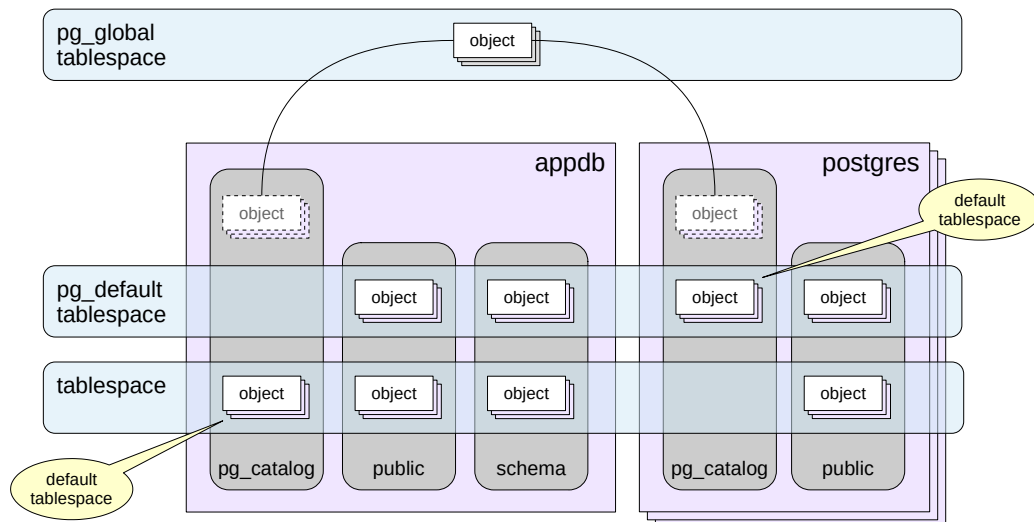 pg_global
tablespace
object
appdb
postgres
object
object
default
tablespace
pg_default
tablespace
object
object
object
object
tablespace
object
object
object
object
pg_catalog
public
schema
pg_catalog
public
default
tablespace